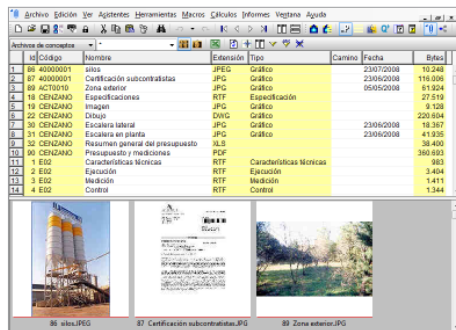 Archivo Edición Ver Agistentes Herramientas Macros Cálculos Informes Ventana Ayuda
Archivos de conceptos
Id Código Nombre Extensión Tipo Camino Fecha Bytes
1 86 40000001 silos JPEG Gráfico 23/07/2008 10.248
2 87 40000001 Certificación subcontratistas JPG Gráfico 23/06/2008 116.006
3 89 ACT0010 Zona exterior JPG Gráfico 05/06/2008 61.924
4 18 CENZANO Especificaciones RTF Especificación 27.519
5 19 CENZANO Imagen JPG Gráfico 9.128
6 22 CENZANO Dibujo DWG Gráfico 220.604
7 30 CENZANO Escalera lateral JPG Gráfico 23/06/2008 18.367
8 31 CENZANO Escalera en planta JPG Gráfico 23/06/2008 41.935
9 32 CENZANO Resumen general del presupuesto XLS 38.400
10 90 CENZANO Presupuesto y mediciones PDF 360.693
11 1 E02 Características técnicas RTF Características técnicas 983
12 2 E02 Ejecución RTF Ejecución 3.404
13 3 E02 Medición RTF Medición 1.411
14 4 E02 Control RTF Control 1.344
86 silos.JPEG 87 Certificación subcontratistas.JPG 89 Zona exterior.JPG